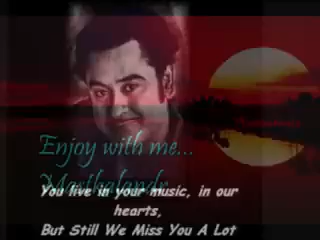 Enjoy with me...
You live in your music, in our
hearts,
But Still We Miss You A Lot